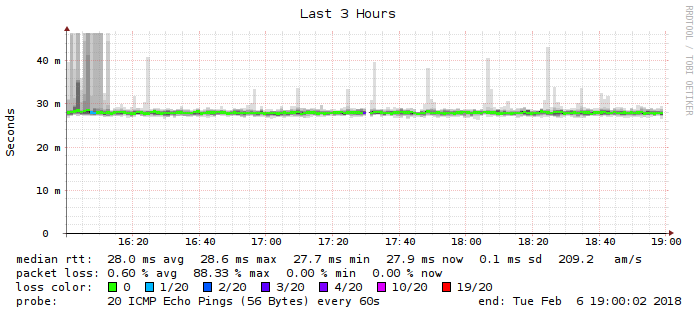 Last 3 Hours
RRDTOOL / TOBI OETIKER
Seconds
40 m
30 m
20 m
10 m
0
16:20 16:40 17:00 17:20 17:40 18:00 18:20 18:40 19:00
median rtt: 28.0 ms avg 28.6 ms max 27.7 ms min 27.9 ms now 0.1 ms sd 209.2 am/s
packet loss: 0.60 % avg 88.33 % max 0.00 % min 0.00 % now
loss color: 0 1/20 2/20 3/20 4/20 10/20 19/20
probe: 20 ICMP Echo Pings (56 Bytes) every 60s end: Tue Feb 6 19:00:02 2018